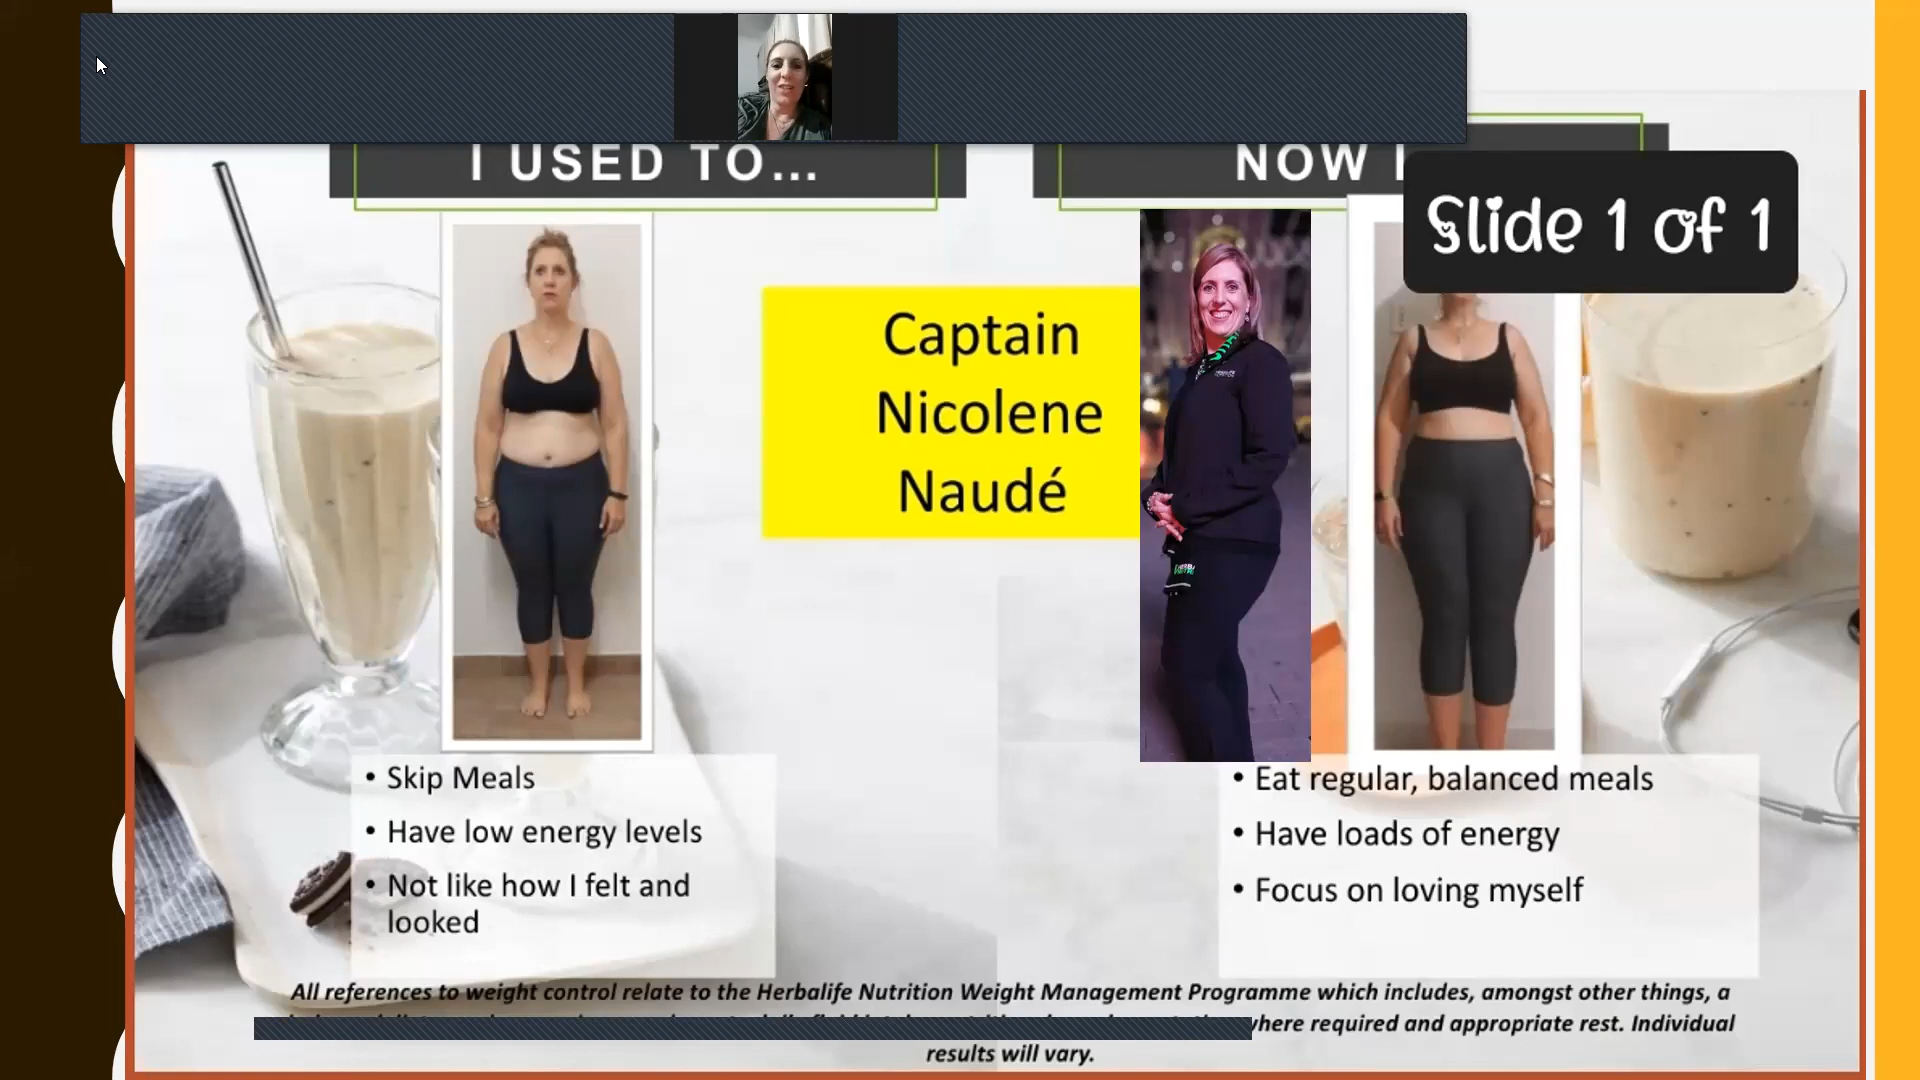 I USED TO...
NOW
Slide 1 of 1
Captain
Nicolene
Naudé
• Skip Meals
• Have low energy levels
• Not like how I felt and
looked
• Eat regular, balanced meals
• Have loads of energy
• Focus on loving myself
All references to weight control relate to the Herbalife Nutrition Weight Management Programme which includes, amongst other things, a
where required and appropriate rest. Individual
results will vary.